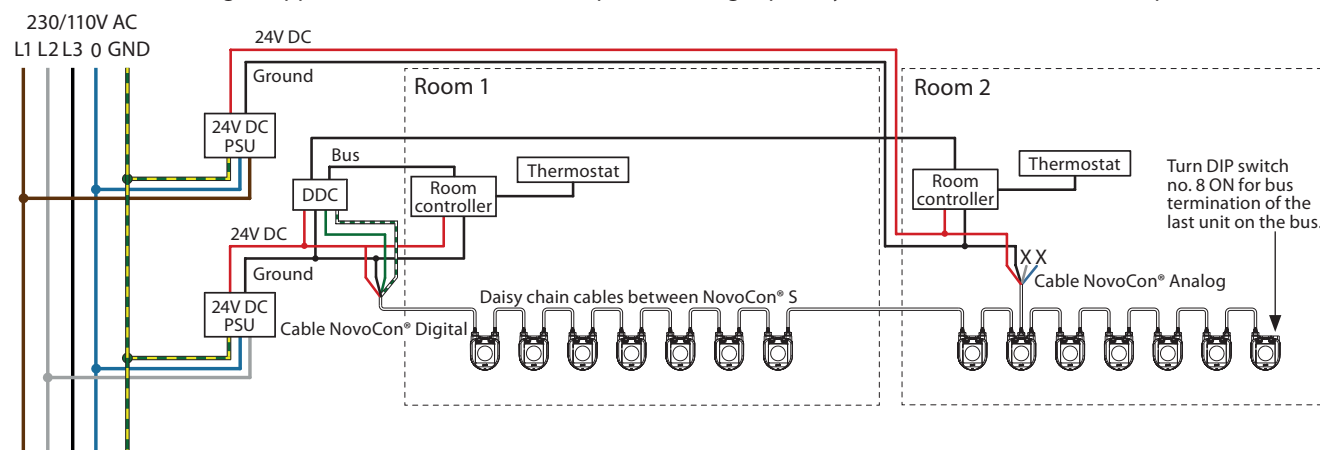 230/110V AC
L1 L2 L3 0 GND
24V DC
Ground
24V DC
PSU
Room 1
Room 2
Bus
DDC
Room
controller
Thermostat
Room
controller
Thermostat
Turn DIP switch
no. 8 ON for bus
termination of the
last unit on the bus.
24V DC
Ground
24V DC
PSU
Cable NovoCon® Digital
Daisy chain cables between NovoCon® S
X X
Cable NovoCon® Analog